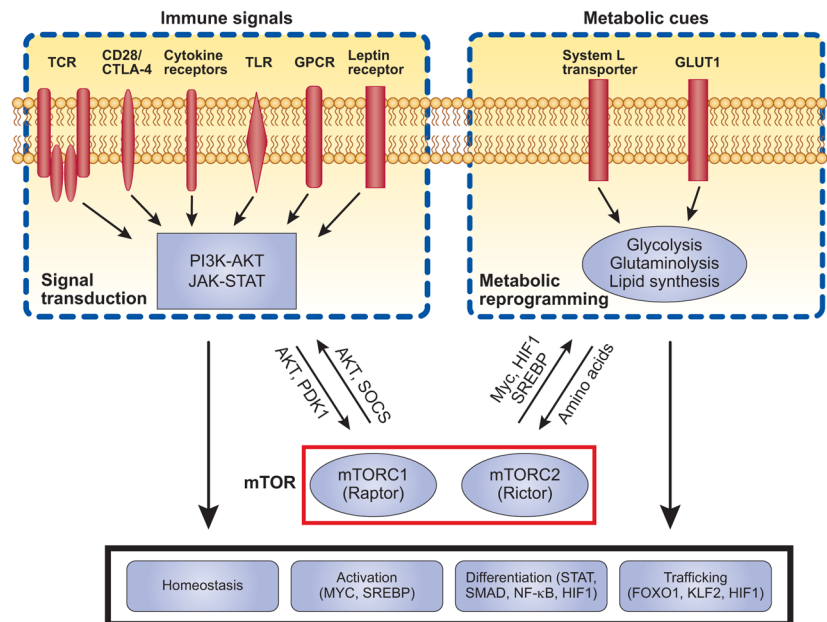 Immune signals
Metabolic cues
TCR
CD28/
CTLA-4
Cytokine
receptors
TLR
GPCR
Leptin
receptor
System L
transporter
GLUT1
PI3K-AKT
JAK-STAT
Signal
transduction
Glycolysis
Glutaminolysis
Lipid synthesis
Metabolic
reprogramming
AKT, PDK1
AKT, SOCS
Myc, HIF1
SREBP
Amino acids
mTOR
mTORC1
(Raptor)
mTORC2
(Rictor)
Homeostasis
Activation
(MYC, SREBP)
Differentiation (STAT,
SMAD, NF-κB, HIF1)
Trafficking
(FOXO1, KLF2, HIF1)